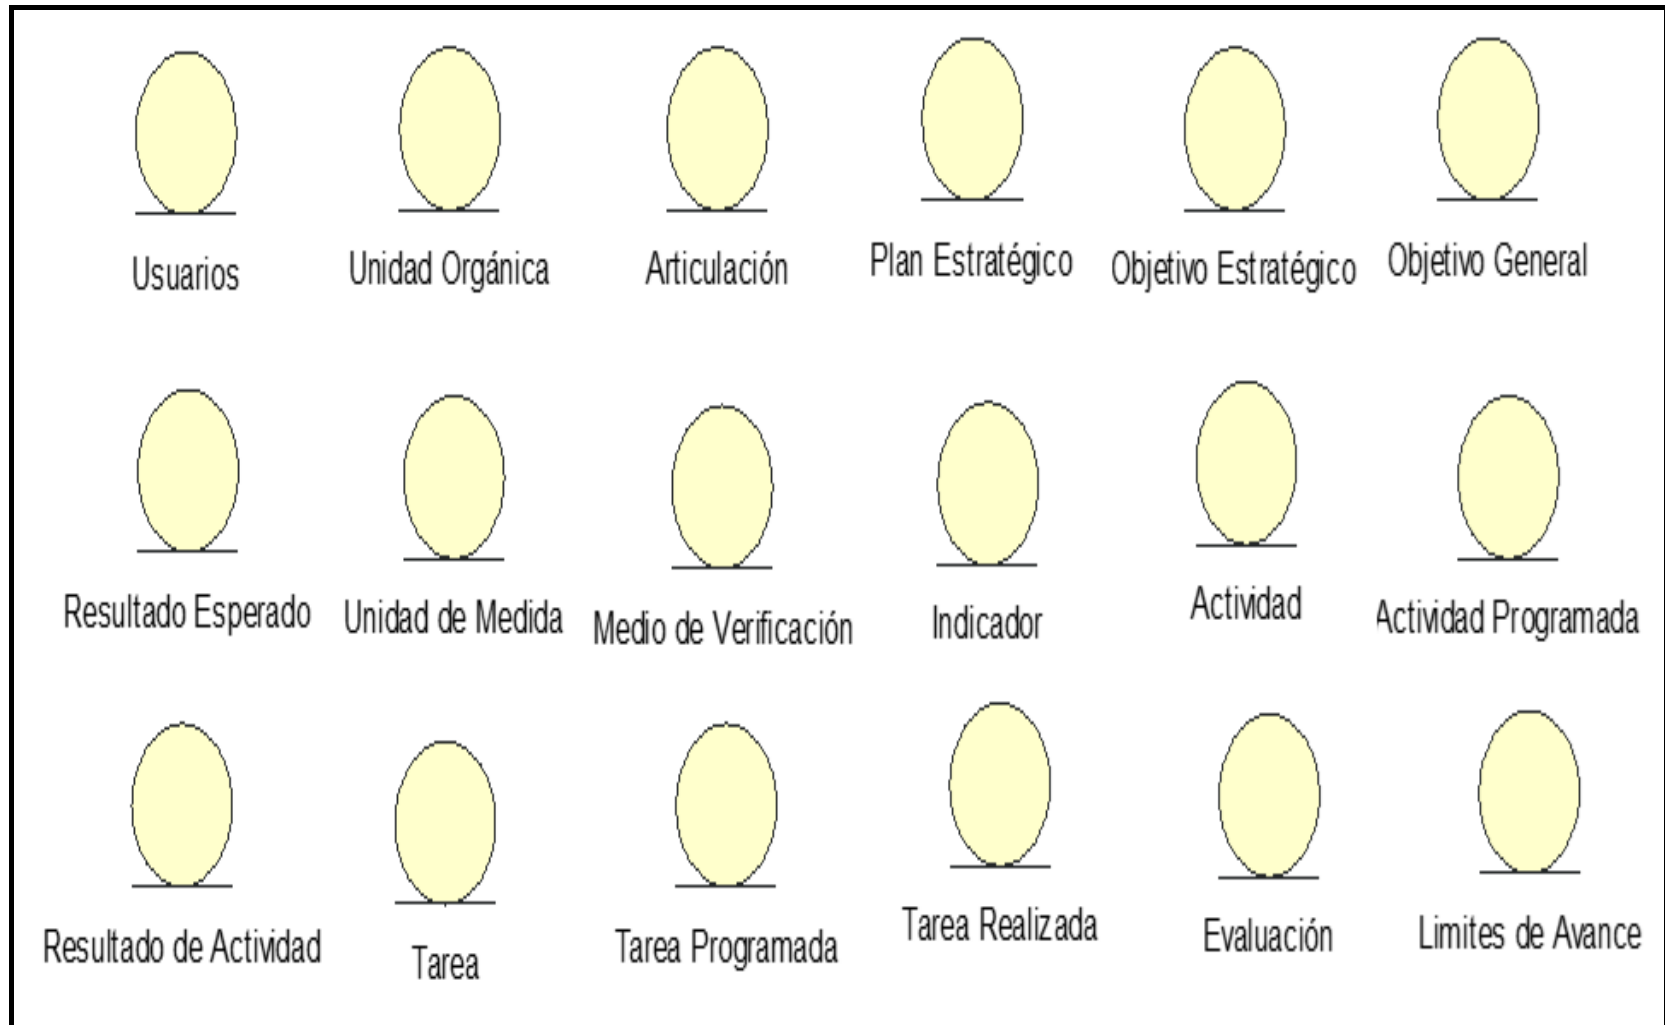 Usuarios
Unidad Orgánica
Articulación
Plan Estratégico
Objetivo Estratégico
Objetivo General
Resultado Esperado
Unidad de Medida
Medio de Verificación
Indicador
Actividad
Actividad Programada
Resultado de Actividad
Tarea
Tarea Programada
Tarea Realizada
Evaluación
Limites de Avance